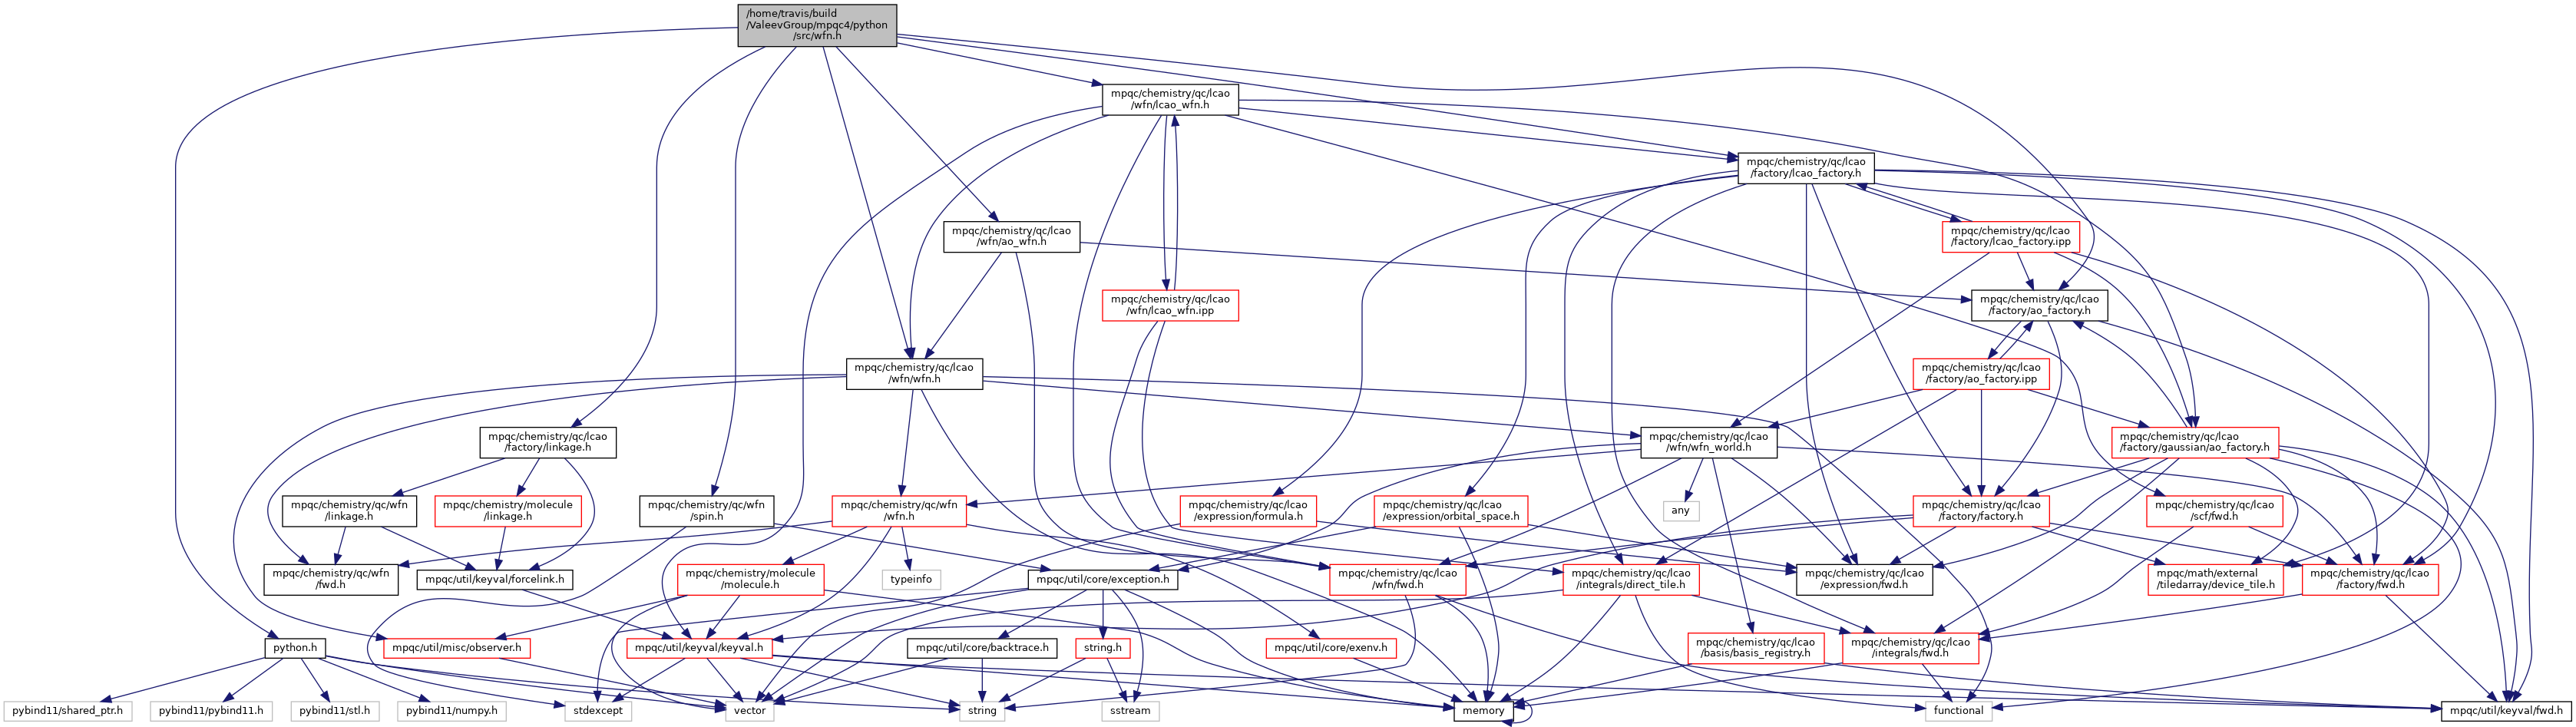 /home/travis/build
/ValeevGroup/mpqc4/python
/src/wfn.h
mpqc/chemistry/qc/lcao
/wfn/lcao_wfn.h
mpqc/chemistry/qc/lcao
/factory/lcao_factory.h
mpqc/chemistry/qc/lcao
/wfn/ao_wfn.h
mpqc/chemistry/qc/lcao
/factory/lcao_factory.ipp
mpqc/chemistry/qc/lcao
/wfn/lcao_wfn.ipp
mpqc/chemistry/qc/lcao
/factory/ao_factory.h
mpqc/chemistry/qc/lcao
/wfn/wfn.h
mpqc/chemistry/qc/lcao
/factory/ao_factory.ipp
mpqc/chemistry/qc/lcao
/factory/linkage.h
mpqc/chemistry/qc/lcao
/wfn/wfn_world.h
mpqc/chemistry/qc/lcao
/factory/gaussian/ao_factory.h
mpqc/chemistry/qc/wfn
/linkage.h
mpqc/chemistry/molecule
/linkage.h
mpqc/chemistry/qc/wfn
/spin.h
mpqc/chemistry/qc/wfn
/wfn.h
mpqc/chemistry/qc/lcao
/expression/formula.h
mpqc/chemistry/qc/lcao
/expression/orbital_space.h
any
mpqc/chemistry/qc/lcao
/factory/factory.h
mpqc/chemistry/qc/lcao
/scf/fwd.h
mpqc/chemistry/qc/wfn
/fwd.h
mpqc/util/keyval/forcelink.h
mpqc/chemistry/molecule
/molecule.h
typeinfo
mpqc/util/core/exception.h
mpqc/chemistry/qc/lcao
/wfn/fwd.h
mpqc/chemistry/qc/lcao
/integrals/direct_tile.h
mpqc/chemistry/qc/lcao
/expression/fwd.h
mpqc/math/external
/tiledarray/device_tile.h
mpqc/chemistry/qc/lcao
/factory/fwd.h
python.h
mpqc/util/misc/observer.h
mpqc/util/keyval/keyval.h
mpqc/util/core/backtrace.h
string.h
mpqc/util/core/exenv.h
mpqc/chemistry/qc/lcao
/basis/basis_registry.h
mpqc/chemistry/qc/lcao
/integrals/fwd.h
pybind11/shared_ptr.h
pybind11/pybind11.h
pybind11/stl.h
pybind11/numpy.h
stdexcept
vector
string
sstream
memory
functional
mpqc/util/keyval/fwd.h